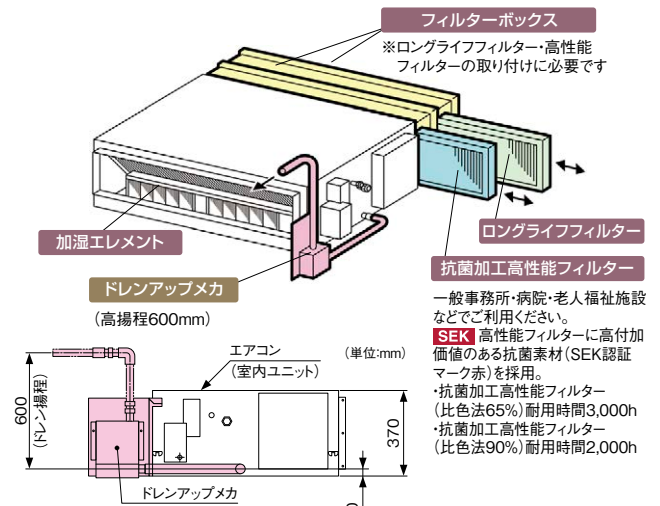 フィルターボックス
※ロングライフフィルター・高性能
フィルターの取り付けに必要です
加湿エレメント
ドレンアップメカ
(高揚程600mm)
ロングライフフィルター
抗菌加工高性能フィルター
一般事務所・病院・老人福祉施設
などでご利用ください。
SEK 高性能フィルターに高付加
価値のある抗菌素材(SEK認証
マーク赤)を採用。
・抗菌加工高性能フィルター
(比色法65%)耐用時間3,000h
・抗菌加工高性能フィルター
(比色法90%)耐用時間2,000h
エアコン
(室内ユニット)
(単位:mm)
600
(ドレン揚程)
370
ドレンアップメカ